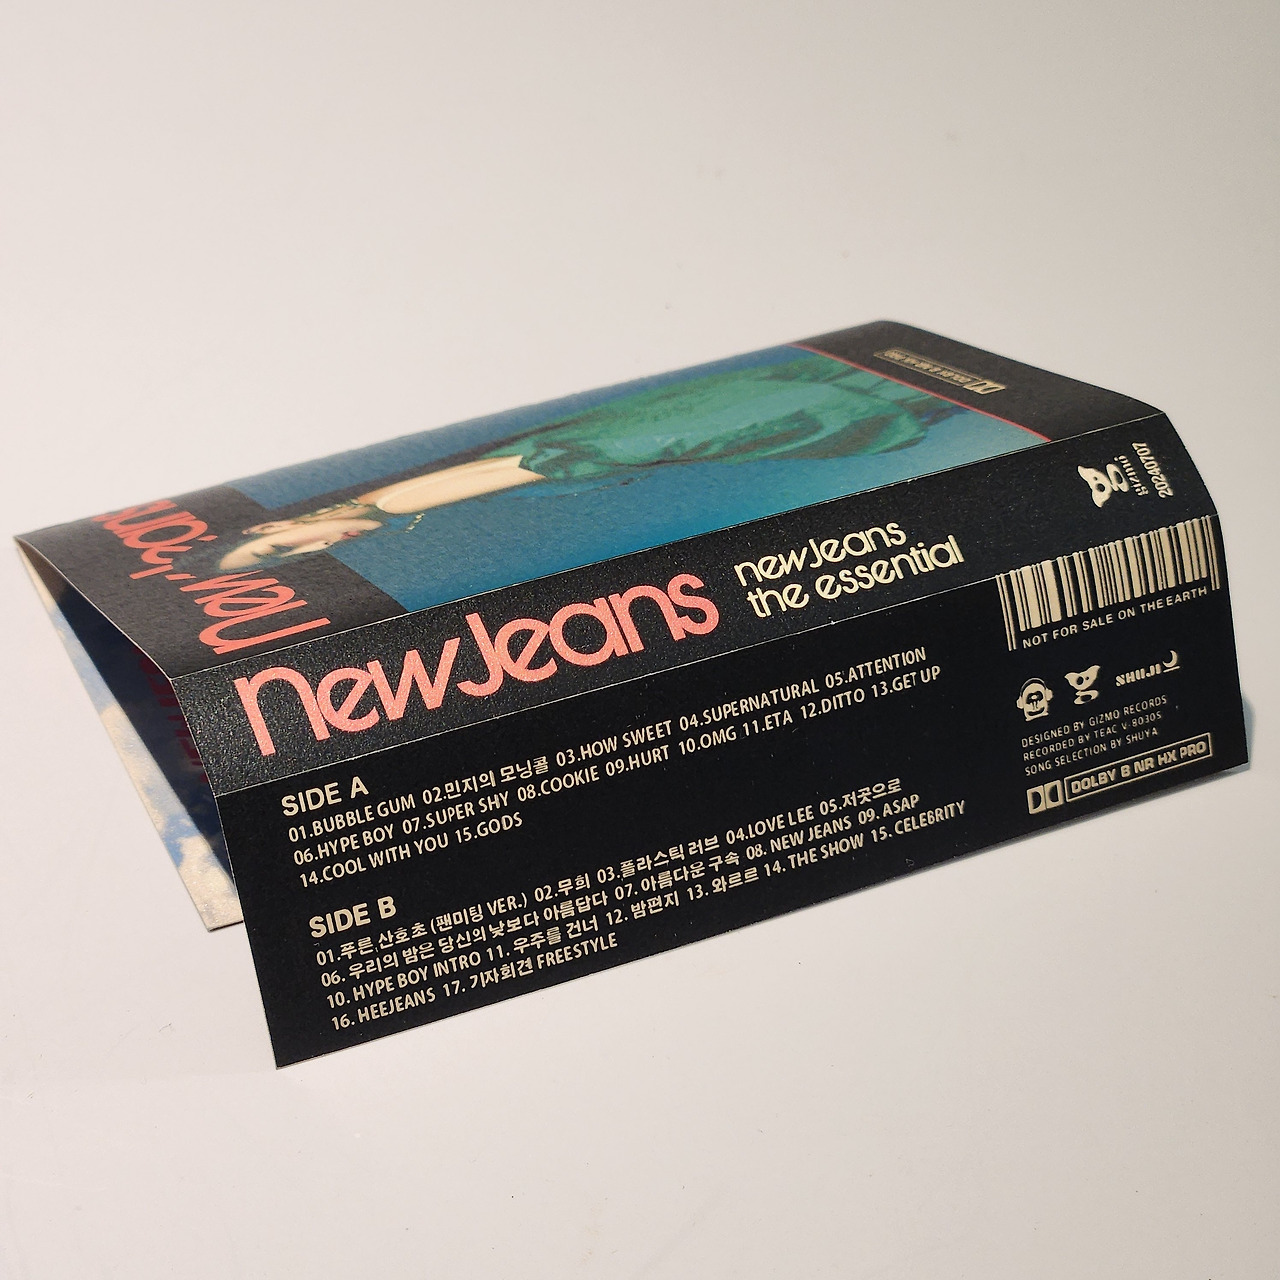 DOLBY B NR HX PRO
NewJeans
NewJeans
newJeans
the essential
20240707
NOT FOR SALE ON THE EARTH
SHUJI
DESIGNED BY GIZMO RECORDS
RECORDED BY TEAC V-8030S
SONG SELECTION BY SHUYA
DOLBY B NR HX PRO
SIDE A
01.BUBBLE GUM 02.민지의 모닝콜 03.HOW SWEET 04.SUPERNATURAL 05.ATTENTION
06.HYPE BOY 07.SUPER SHY 08.COOKIE 09.HURT 10.OMG 11.ETA 12.DITTO 13.GET UP
14.COOL WITH YOU 15.GODS
SIDE B
01.푸른 산호초 (팬미팅 VER.) 02.무희 03.플라스틱 러브 04.LOVE LEE 05.저곳으로
06. 우리의 밤은 당신의 낮보다 아름답다 07. 아름다운 구속 08. NEW JEANS 09. ASAP
10. HYPE BOY INTRO 11. 우주를 건너 12. 밤편지 13. 와르르 14. THE SHOW 15. CELEBRITY
16. HEEJEANS 17. 기자회견 FREESTYLE